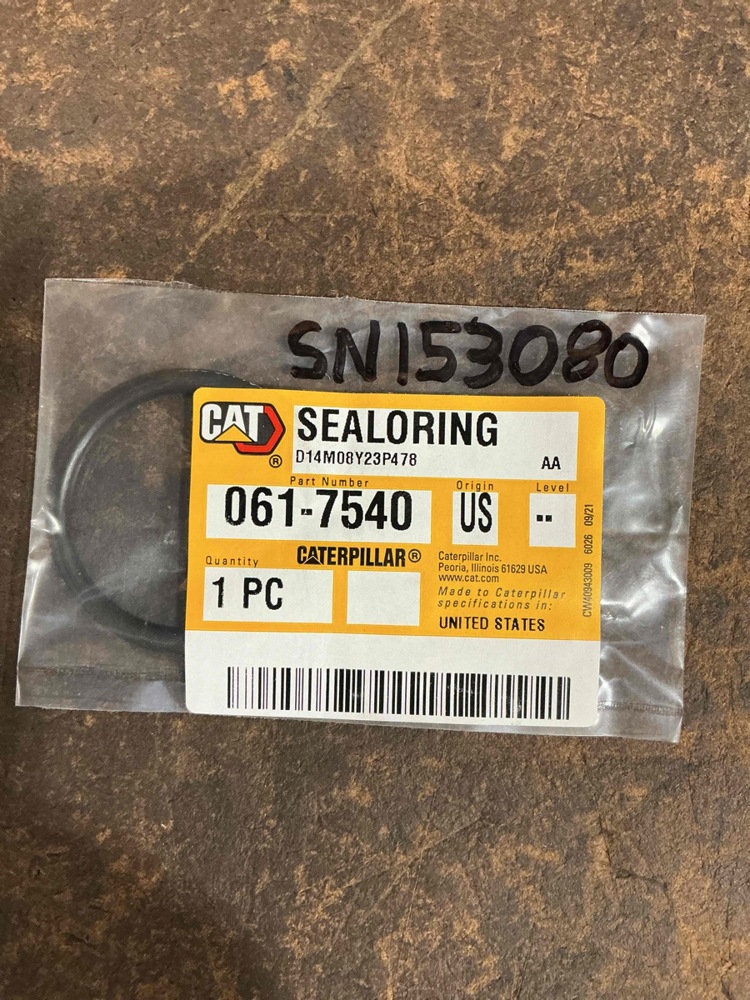 SN153080
CAT®
SEALORING
D14M08Y23P478 AA
Part Number Origin Level
061-7540 US --
Quantity CATERPILLAR®
1 PC
Caterpillar Inc.
Peoria, Illinois 61629 USA
www.cat.com
Made to Caterpillar
specifications in:
UNITED STATES
CW40943009 6026 09/21